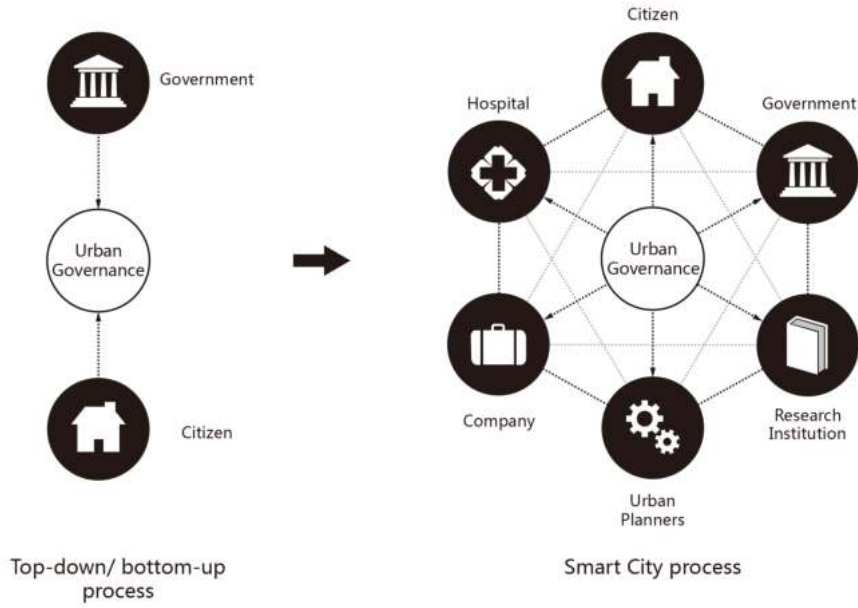 Government
Urban
Governance
Citizen
Top-down/ bottom-up
process
Citizen
Hospital
Government
Urban
Governance
Company
Research
Institution
Urban
Planners
Smart City process